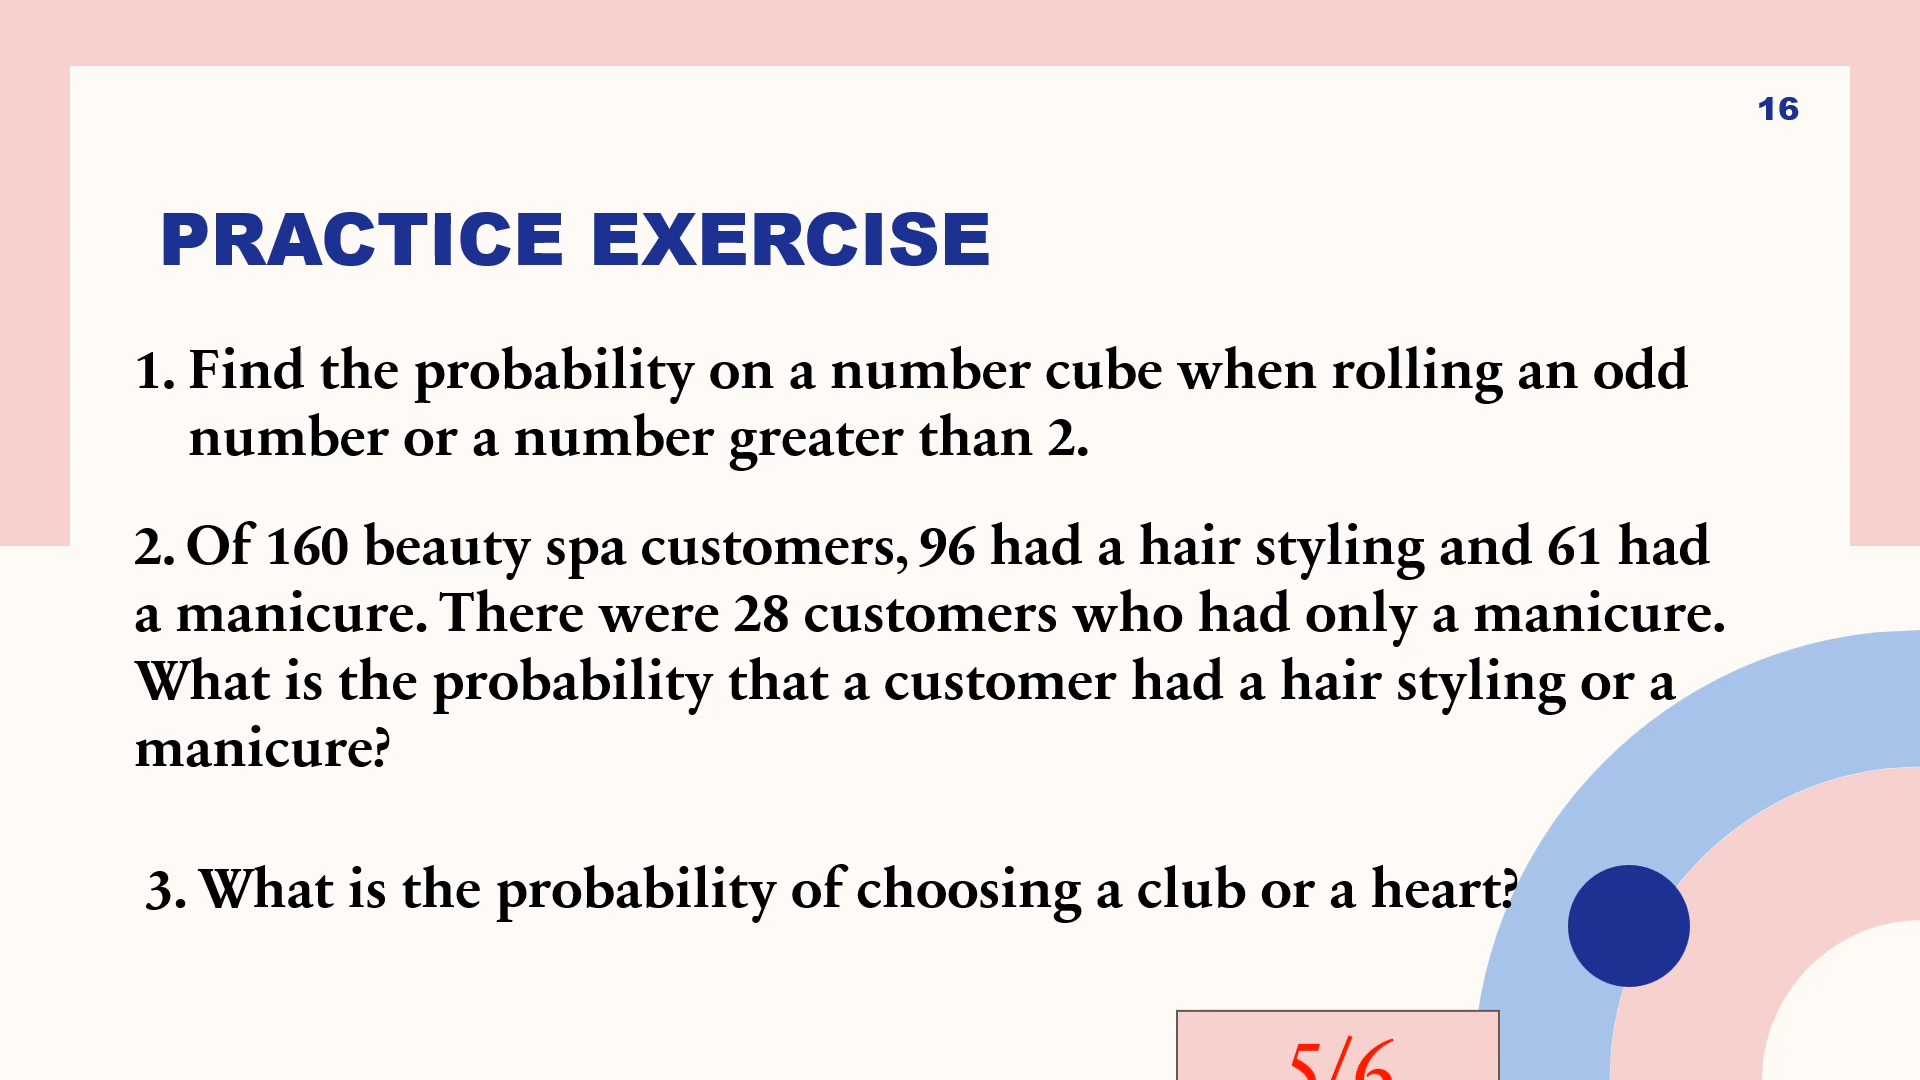 16
PRACTICE EXERCISE
1. Find the probability on a number cube when rolling an odd
number or a number greater than 2.
2. Of 160 beauty spa customers, 96 had a hair styling and 61 had
a manicure. There were 28 customers who had only a manicure.
What is the probability that a customer had a hair styling or a
manicure?
3. What is the probability of choosing a club or a heart?
5/6